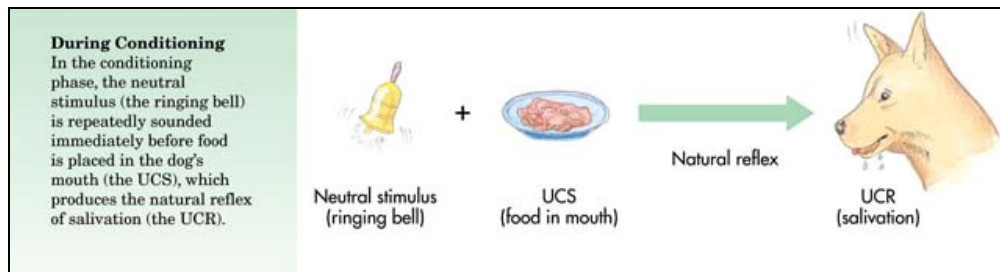 During Conditioning
In the conditioning
phase, the neutral
stimulus (the ringing bell)
is repeatedly sounded
immediately before food
is placed in the dog's
mouth (the UCS), which
produces the natural reflex
of salivation (the UCR).
+
Natural reflex
Neutral stimulus
(ringing bell)
UCS
(food in mouth)
UCR
(salivation)